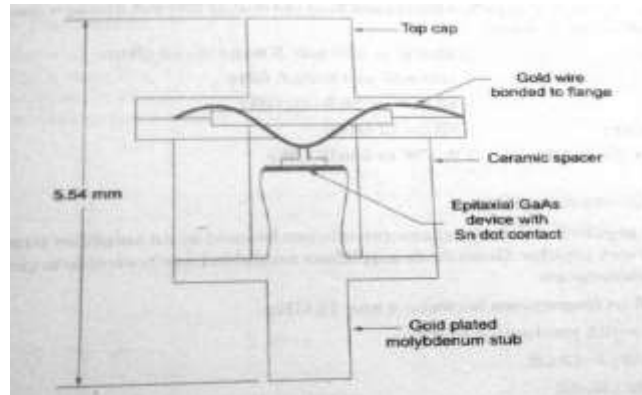 Top cap
Gold wire
bonded to flange
Ceramic spacer
5.54 mm
Epitaxial GaAs
device with
Sn dot contact
Gold plated
molybdenum stub